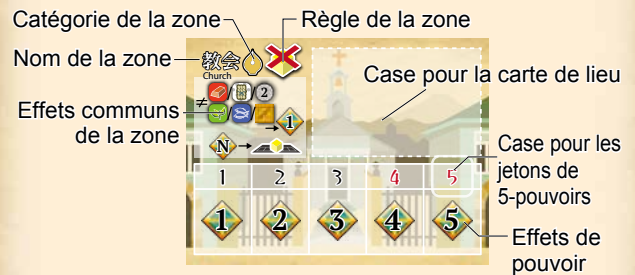 Catégorie de la zone
Règle de la zone
Nom de la zone
教会
Church
Case pour la carte de lieu
Effets communs
de la zone
≠ / / 2
/ / → 1
N →
Case pour les
jetons de
5-pouvoirs
1 2 3 4 5
1 2 3 4 5
Effets de
pouvoir